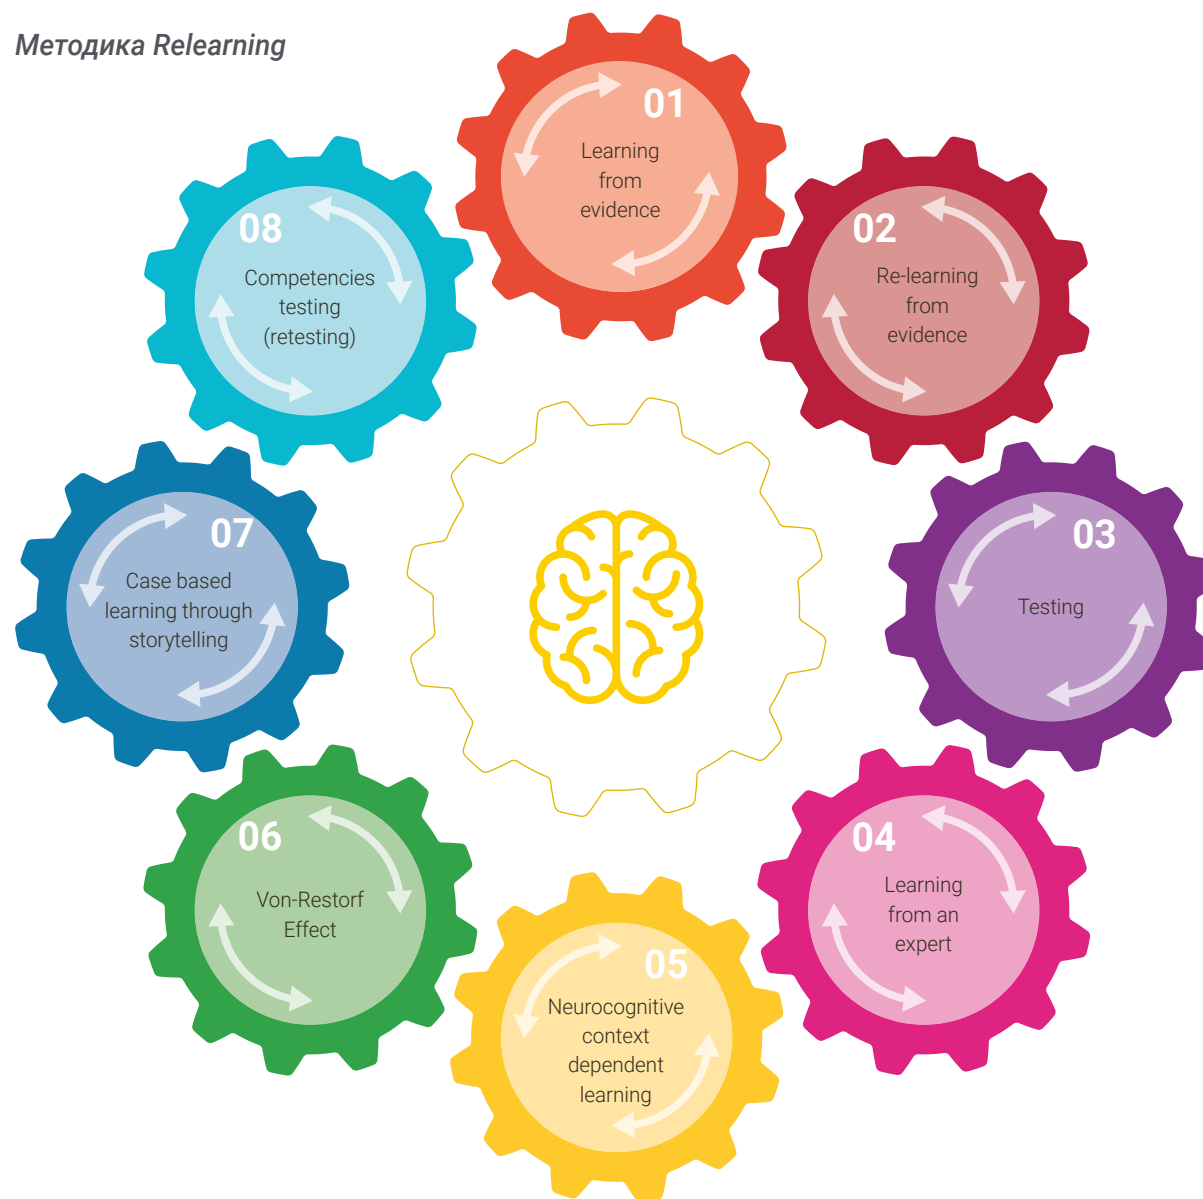 Методика Relearning
01
Learning
from
evidence
02
Re-learning
from
evidence
03
Testing
04
Learning
from an
expert
05
Neurocognitive
context
dependent
learning
06
Von-Restorf
Effect
07
Case based
learning through
storytelling
08
Competencies
testing
(retesting)